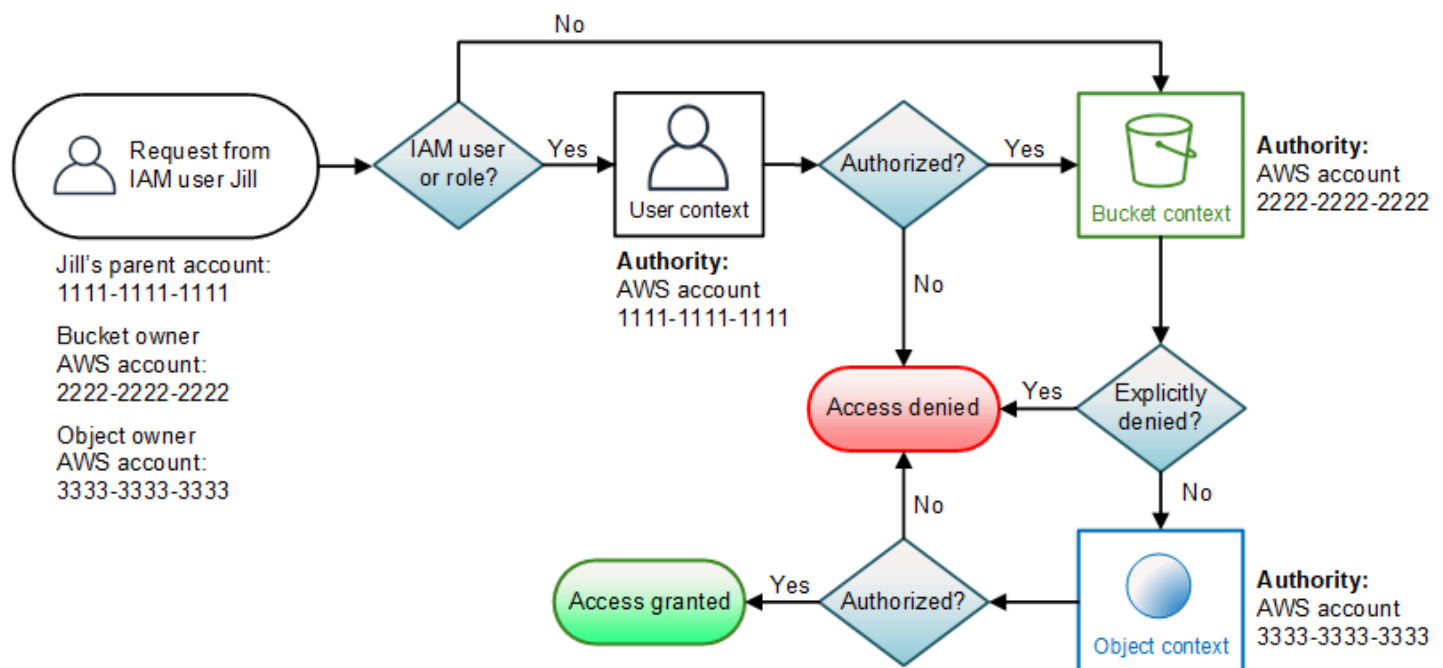 No
Request from
IAM user Jill
IAM user
or role?
Yes
User context
Authorized?
Yes
Bucket context
Authority:
AWS account
2222-2222-2222
Jill's parent account:
1111-1111-1111
Bucket owner
AWS account:
2222-2222-2222
Object owner
AWS account:
3333-3333-3333
Authority:
AWS account
1111-1111-1111
No
Access denied
Yes
Explicitly
denied?
No
No
Access granted
Yes
Authorized?
Object context
Authority:
AWS account
3333-3333-3333